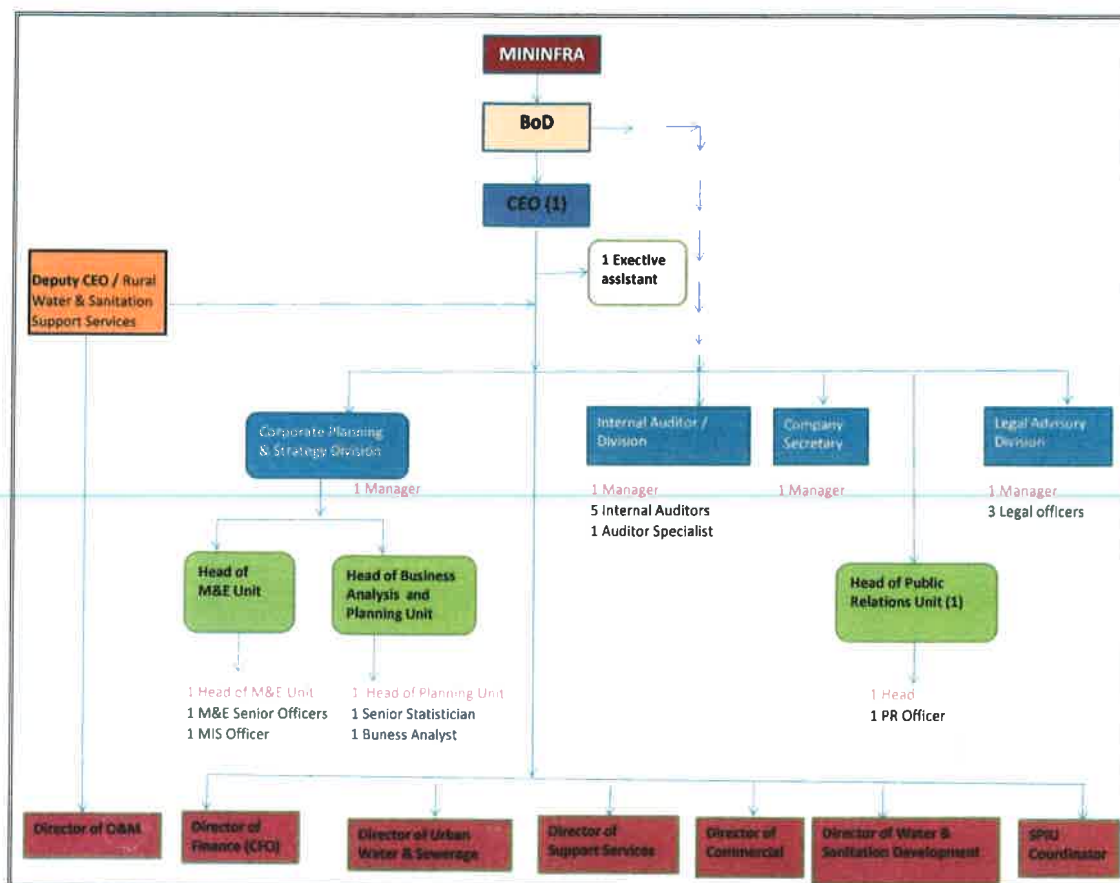 MININFRA
BoD
CEO (1)
1 Exective
assistant
Deputy CEO / Rural
Water & Sanitation
Support Services
Corporate Planning
& Strategy Division
Internal Auditor /
Division
Company
Secretary
Legal Advisory
Division
1 Manager
1 Manager
5 Internal Auditors
1 Auditor Specialist
1 Manager
1 Manager
3 Legal officers
Head of
M&E Unit
Head of Business
Analysis and
Planning Unit
Head of Public
Relations Unit (1)
1 Head of M&E Unit
1 M&E Senior Officers
1 MIS Officer
1 Head of Planning Unit
1 Senior Statistician
1 Buness Analyst
1 Head
1 PR Officer
Director of O&M
Director of
Finance (CFO)
Director of Urban
Water & Sewerage
Director of
Support Services
Director of
Commercial
Director of Water &
Sanitation Development
SPIU
Coordinator